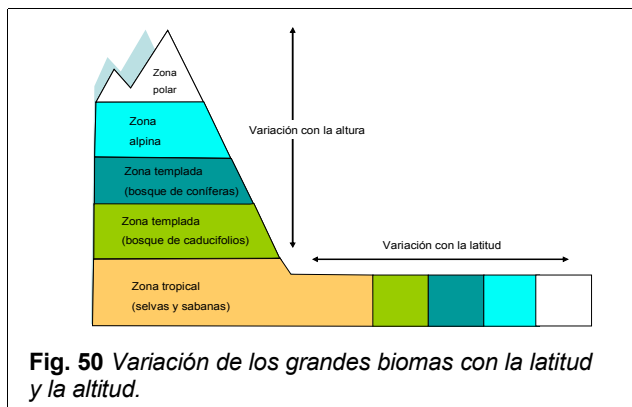 Zona
polar
Zona
alpina
Variación con la altura
Zona templada
(bosque de coníferas)
Zona templada
(bosque de caducifolios)
Variación con la latitud
Zona tropical
(selvas y sabanas)
Fig. 50 Variación de los grandes biomas con la latitud
y la altitud.